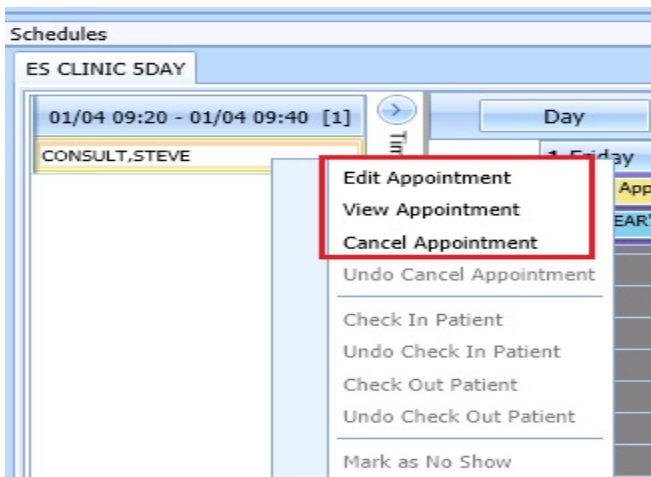 Schedules
ES CLINIC 5DAY
01/04 09:20 - 01/04 09:40 [1]
Day
CONSULT,STEVE
Edit Appointment
View Appointment
Cancel Appointment
Undo Cancel Appointment
Check In Patient
Undo Check In Patient
Check Out Patient
Undo Check Out Patient
Mark as No Show